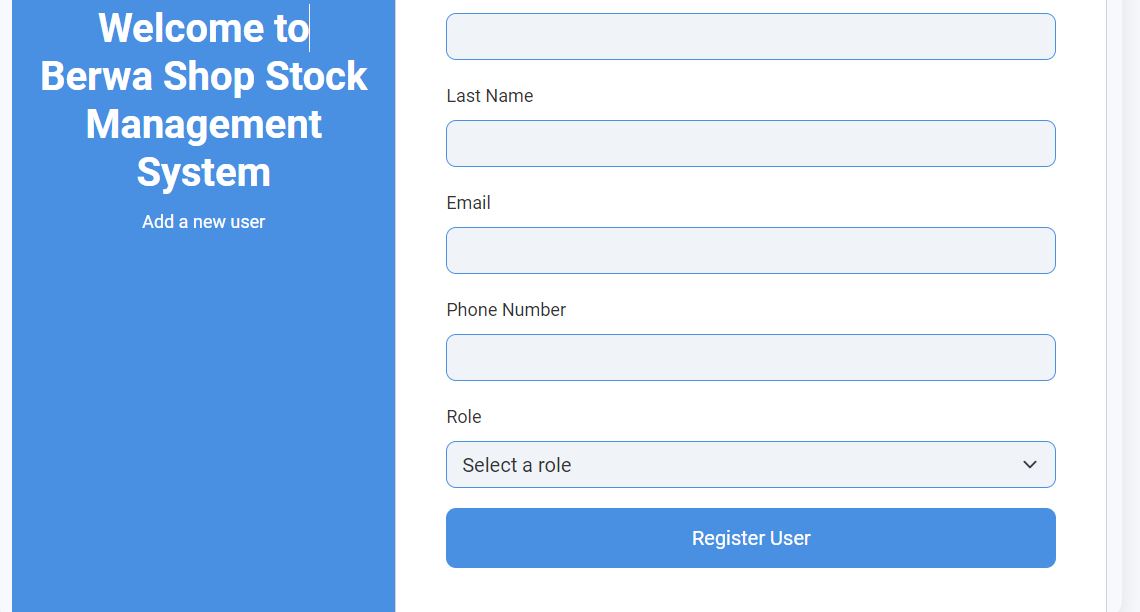 Welcome to
Berwa Shop Stock
Management
System
Add a new user
Last Name
Email
Phone Number
Role
Select a role
Register User